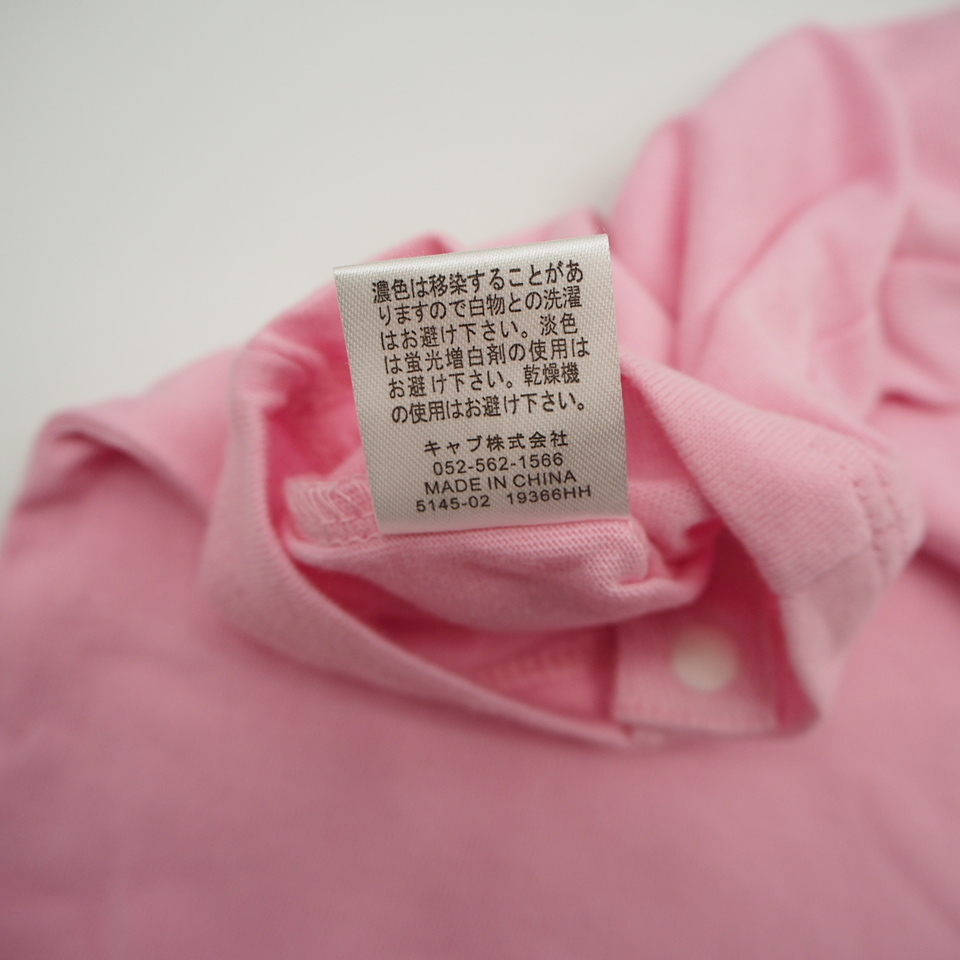 濃色は移染することがあ
りますので白物との洗濯
はお避け下さい。淡色
は蛍光増白剤の使用は
お避け下さい。乾燥機
の使用はお避け下さい。
キャブ株式会社
052-562-1566
MADE IN CHINA
5145-02 19366HH